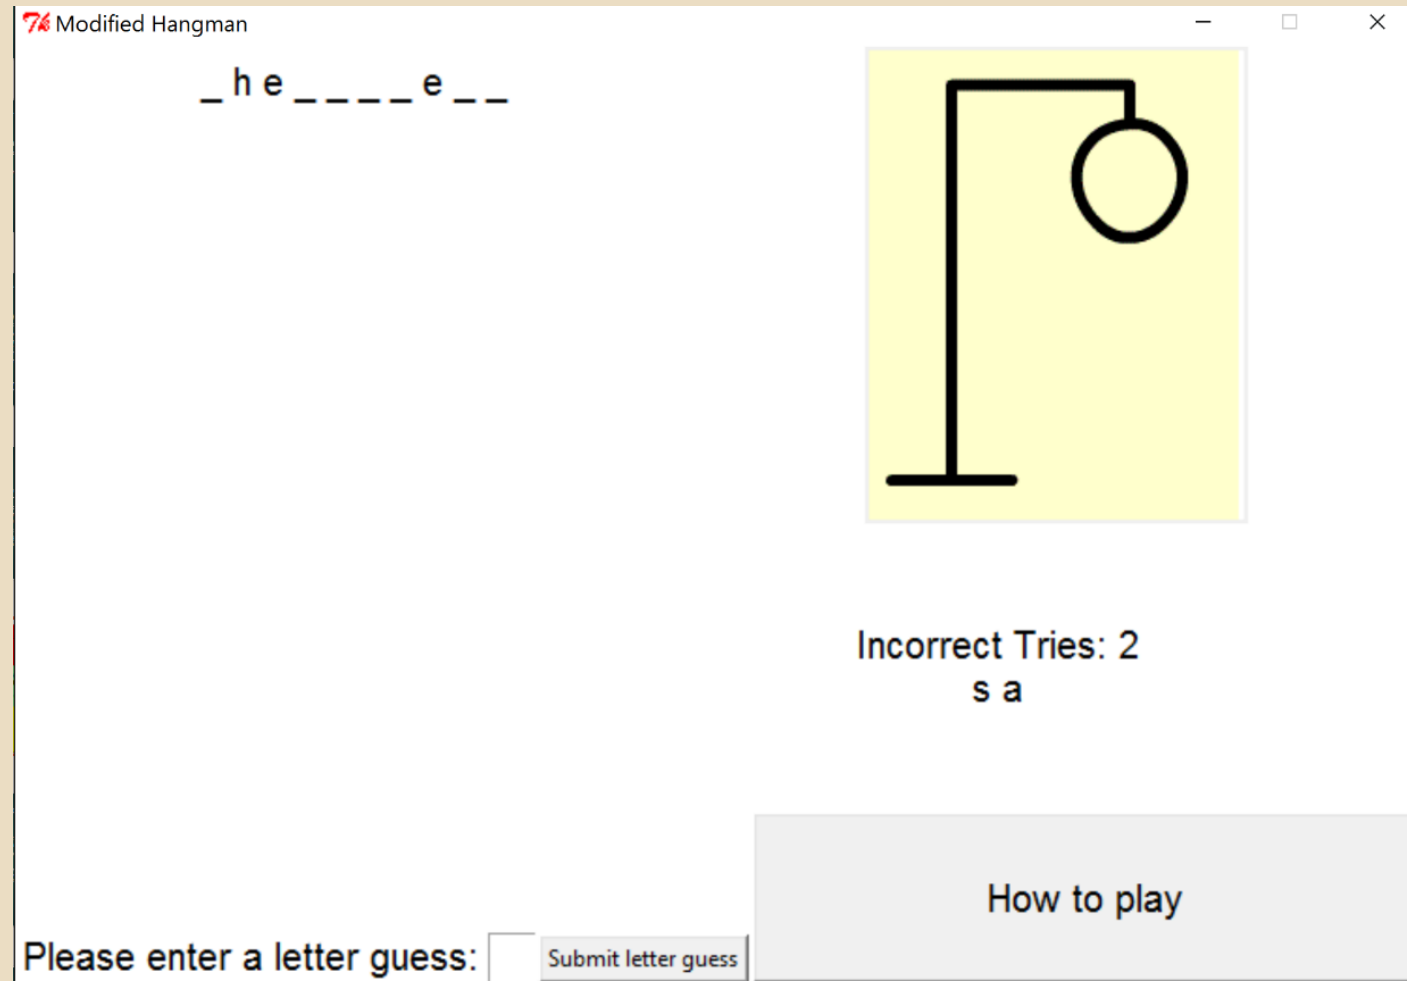 Modified Hangman
_ h e _ _ _ _ e _ _
Incorrect Tries: 2
s a
How to play
Please enter a letter guess:
Submit letter guess